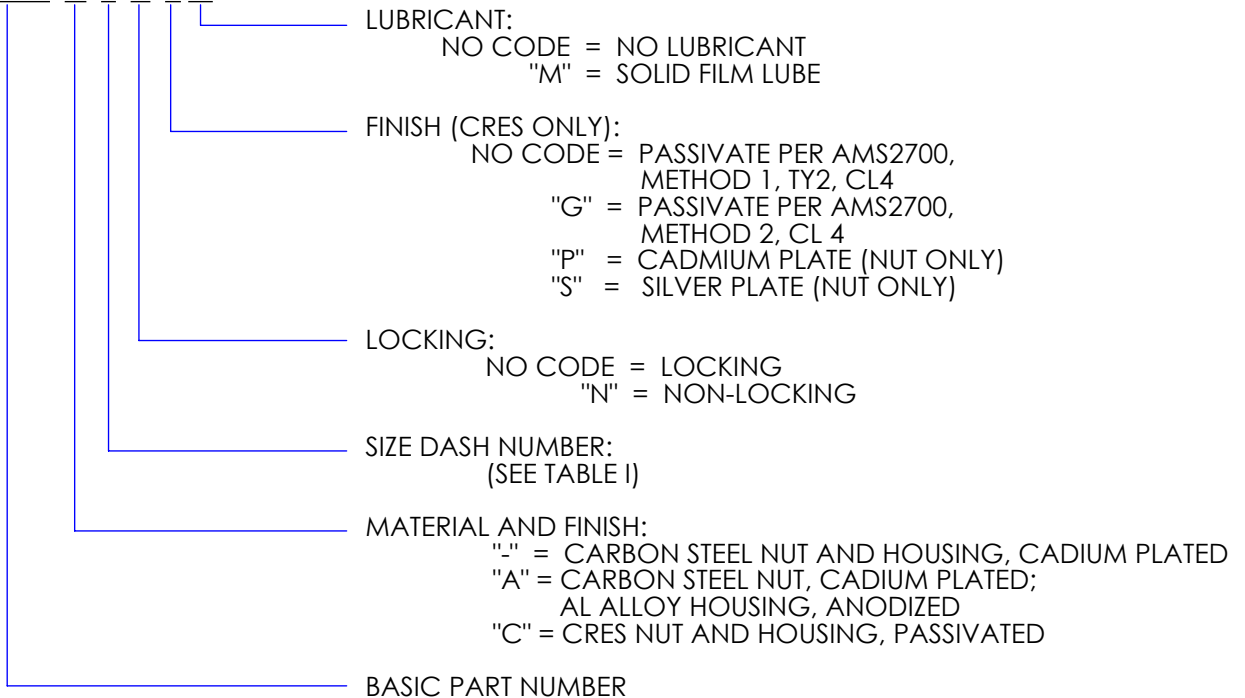 LUBRICANT:
NO CODE = NO LUBRICANT
"M" = SOLID FILM LUBE
FINISH (CRES ONLY):
NO CODE = PASSIVATE PER AMS2700,
METHOD 1, TY2, CL4
"G" = PASSIVATE PER AMS2700,
METHOD 2, CL 4
"P" = CADMIUM PLATE (NUT ONLY)
"S" = SILVER PLATE (NUT ONLY)
LOCKING:
NO CODE = LOCKING
"N" = NON-LOCKING
SIZE DASH NUMBER:
(SEE TABLE I)
MATERIAL AND FINISH:
"-" = CARBON STEEL NUT AND HOUSING, CADIUM PLATED
"A" = CARBON STEEL NUT, CADIUM PLATED;
AL ALLOY HOUSING, ANODIZED
"C" = CRES NUT AND HOUSING, PASSIVATED
BASIC PART NUMBER